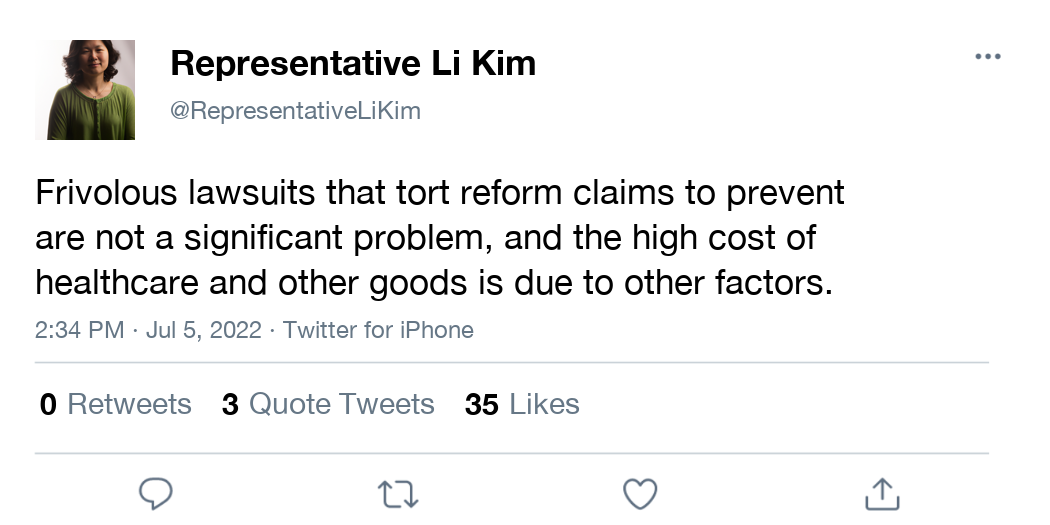 Representative Li Kim
@RepresentativeLiKim
Frivolous lawsuits that tort reform claims to prevent
are not a significant problem, and the high cost of
healthcare and other goods is due to other factors.
2:34 PM · Jul 5, 2022 · Twitter for iPhone
0 Retweets 3 Quote Tweets 35 Likes